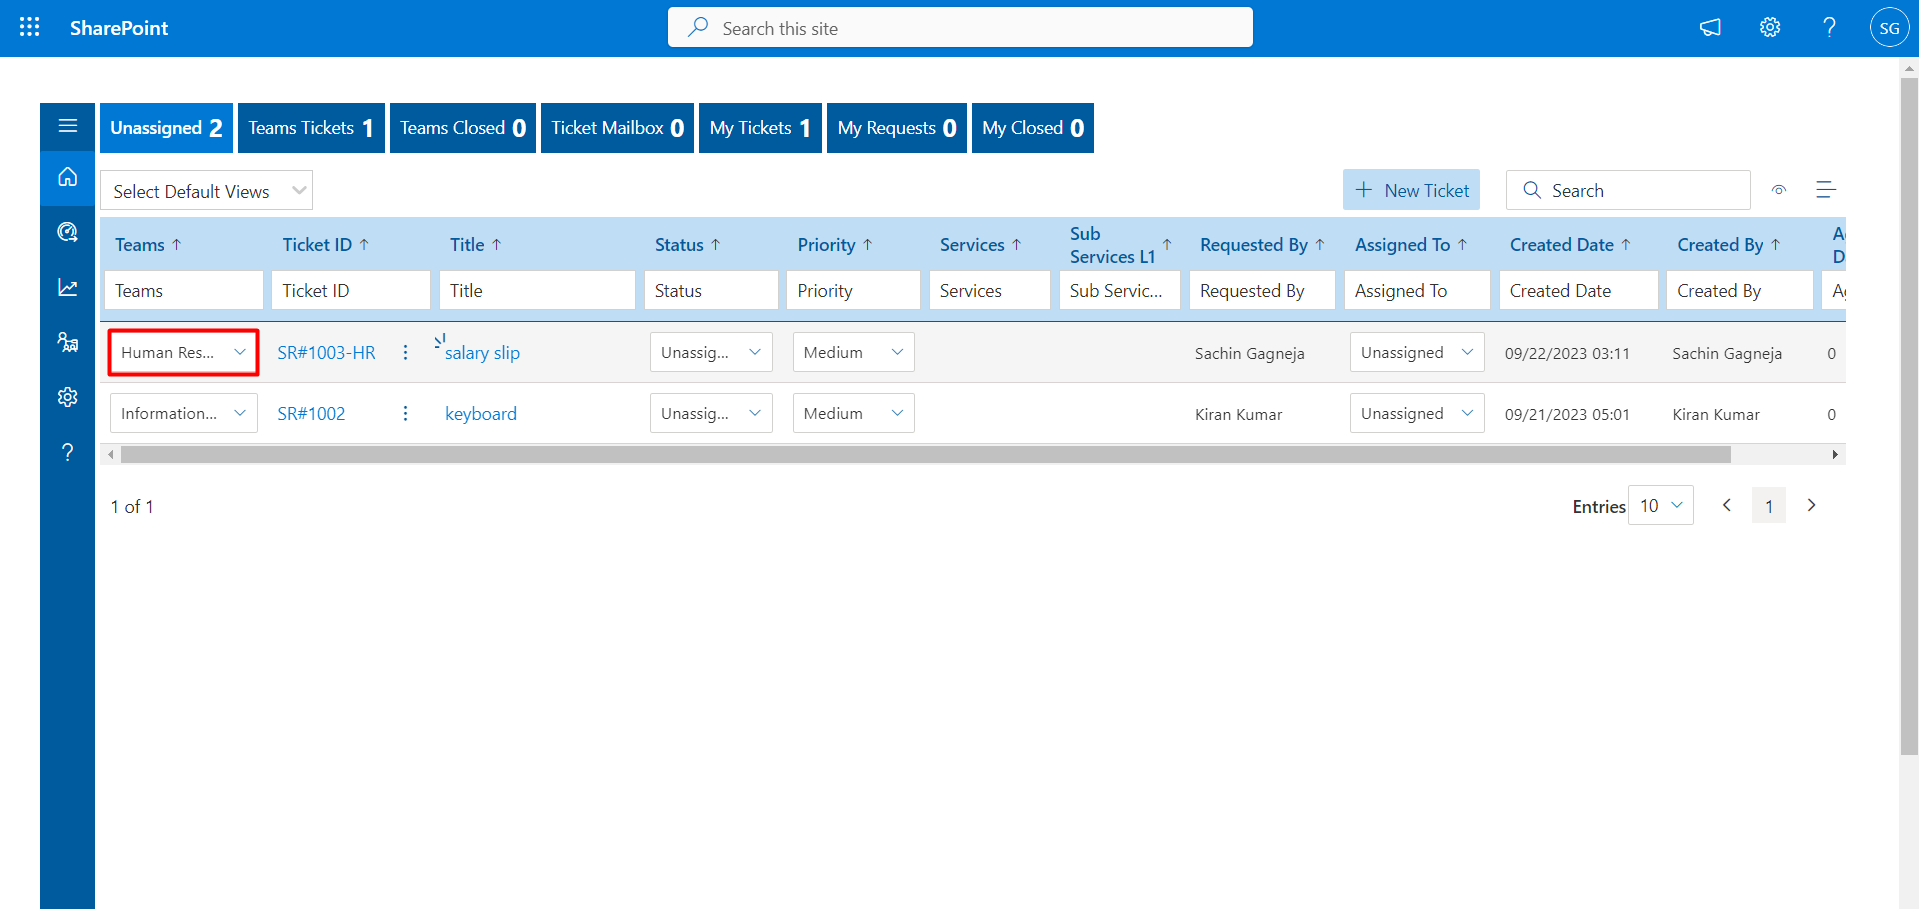 SharePoint
Search this site
SG
Unassigned 2
Teams Tickets 1
Teams Closed 0
Ticket Mailbox 0
My Tickets 1
My Requests 0
My Closed 0
Select Default Views
New Ticket
Search
Teams ↑ Ticket ID ↑ Title ↑ Status ↑ Priority ↑ Services ↑ Sub Services L1 ↑ Requested By ↑ Assigned To ↑ Created Date ↑ Created By ↑
Teams Ticket ID Title Status Priority Services Sub Servic... Requested By Assigned To Created Date Created By
Human Res... SR#1003-HR salary slip Unassig... Medium Sachin Gagneja Unassigned 09/22/2023 03:11 Sachin Gagneja 0
Information... SR#1002 keyboard Unassig... Medium Kiran Kumar Unassigned 09/21/2023 05:01 Kiran Kumar 0
1 of 1
Entries 10
1